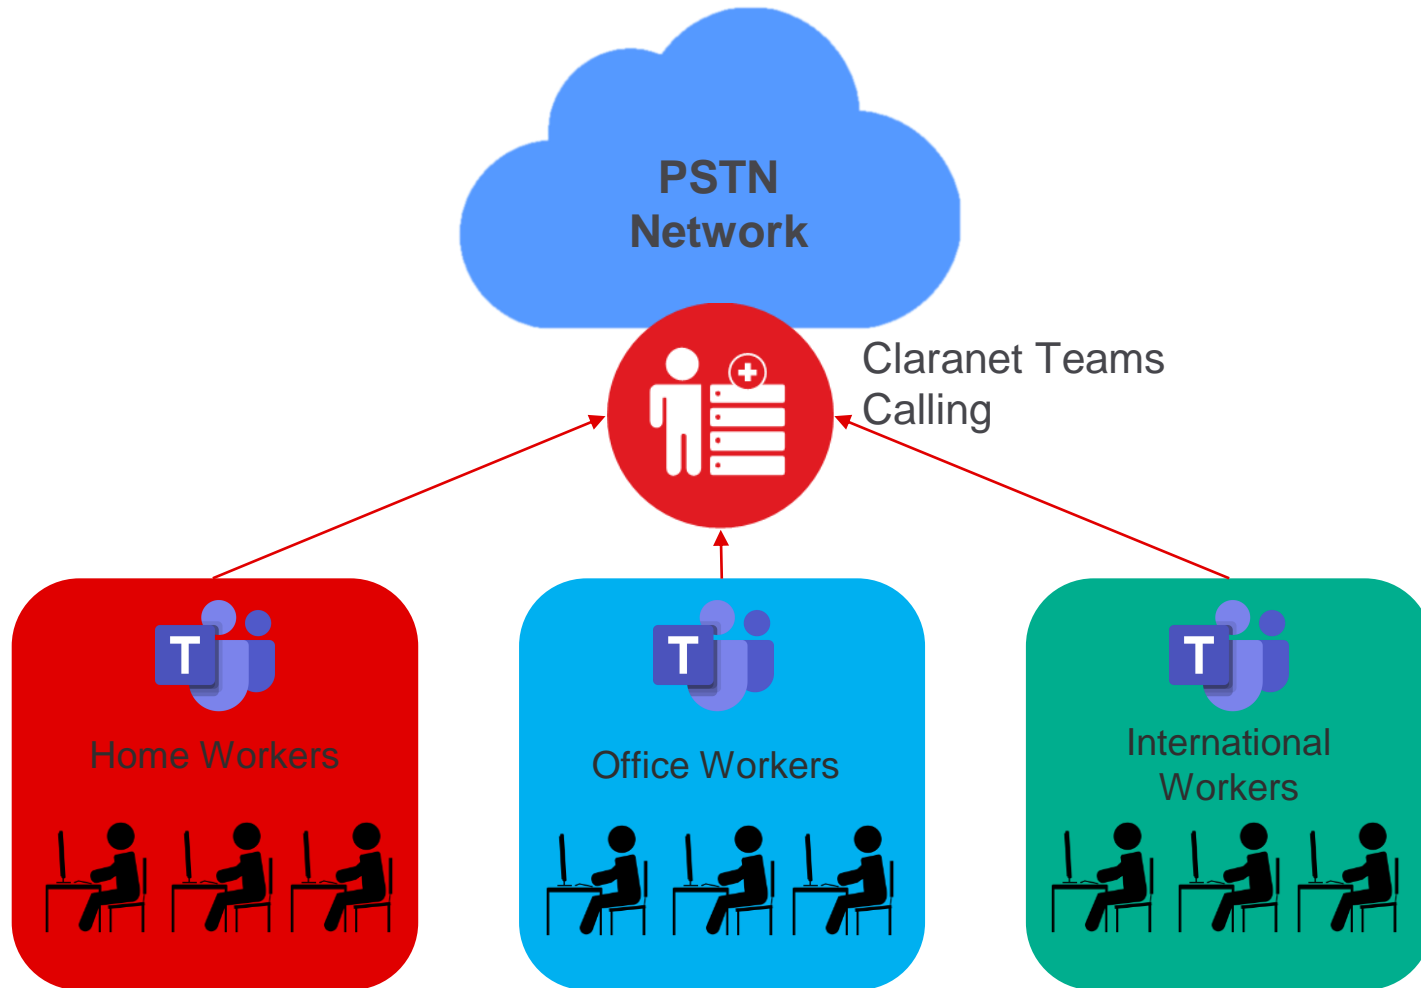 PSTN
Network
Claranet Teams
Calling
T
Home Workers
T
Office Workers
T
International
Workers